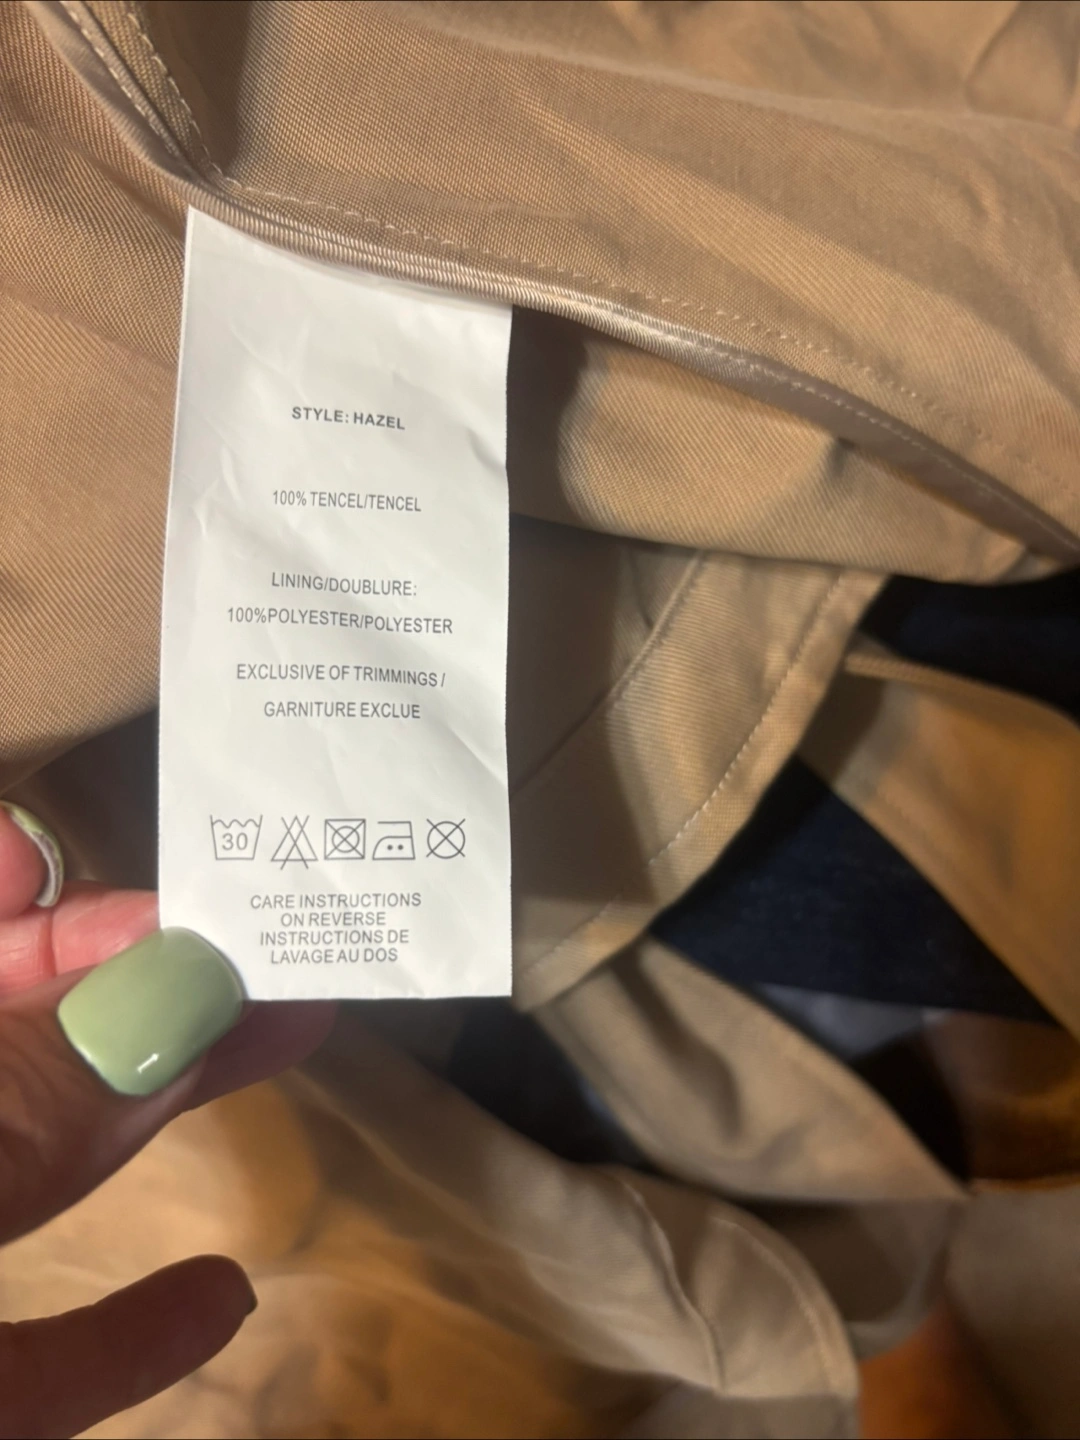 STYLE: HAZEL
100% TENCEL/TENCEL
LINING/DOUBLURE:
100%POLYESTER/POLYESTER
EXCLUSIVE OF TRIMMINGS /
GARNITURE EXCLUE
30
CARE INSTRUCTIONS
ON REVERSE
INSTRUCTIONS DE
LAVAGE AU DOS